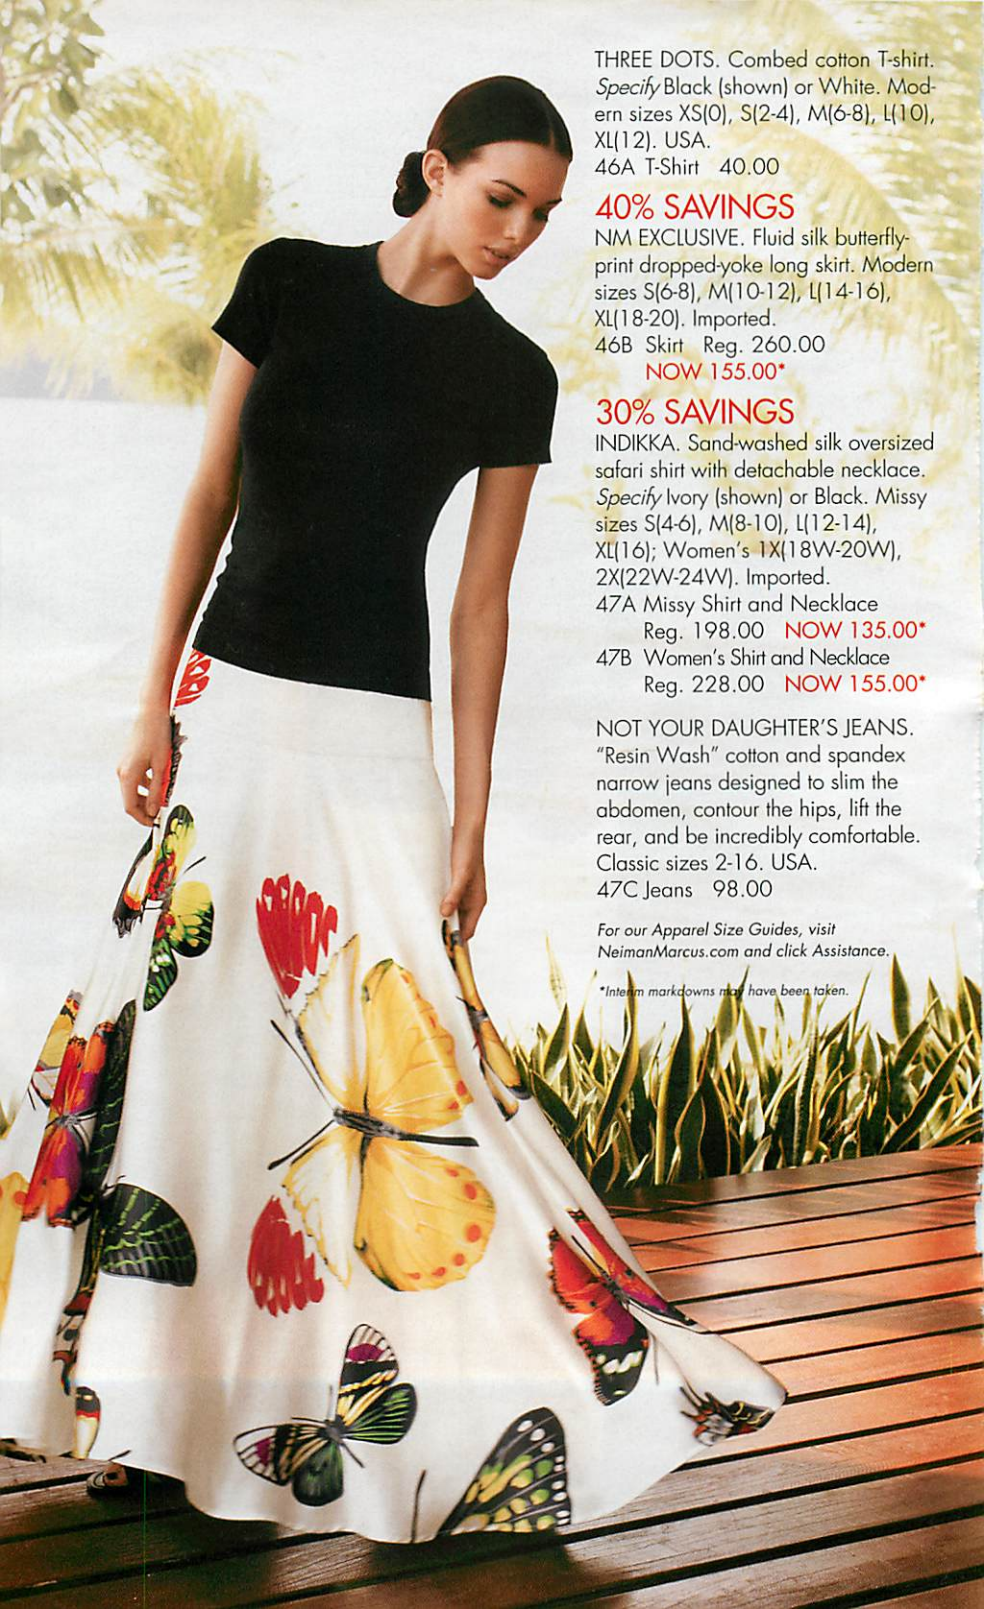 THREE DOTS. Combed cotton T-shirt.
Specify Black (shown) or White. Mod-
ern sizes XS(0), S(2-4), M(6-8), L(10),
XL(12). USA.
46A T-Shirt 40.00
40% SAVINGS
NM EXCLUSIVE. Fluid silk butterfly-
print dropped-yoke long skirt. Modern
sizes S(6-8), M(10-12), L(14-16),
XL(18-20). Imported.
46B Skirt Reg. 260.00
NOW 155.00*
30% SAVINGS
INDIKKA. Sand-washed silk oversized
safari shirt with detachable necklace.
Specify Ivory (shown) or Black. Missy
sizes S(4-6), M(8-10), L(12-14),
XL(16); Women's 1X(18W-20W),
2X(22W-24W). Imported.
47A Missy Shirt and Necklace
Reg. 198.00 NOW 135.00*
47B Women's Shirt and Necklace
Reg. 228.00 NOW 155.00*
NOT YOUR DAUGHTER'S JEANS.
"Resin Wash" cotton and spandex
narrow jeans designed to slim the
abdomen, contour the hips, lift the
rear, and be incredibly comfortable.
Classic sizes 2-16. USA.
47C Jeans 98.00
For our Apparel Size Guides, visit
NeimanMarcus.com and click Assistance.
*Interim markdowns may have been taken.